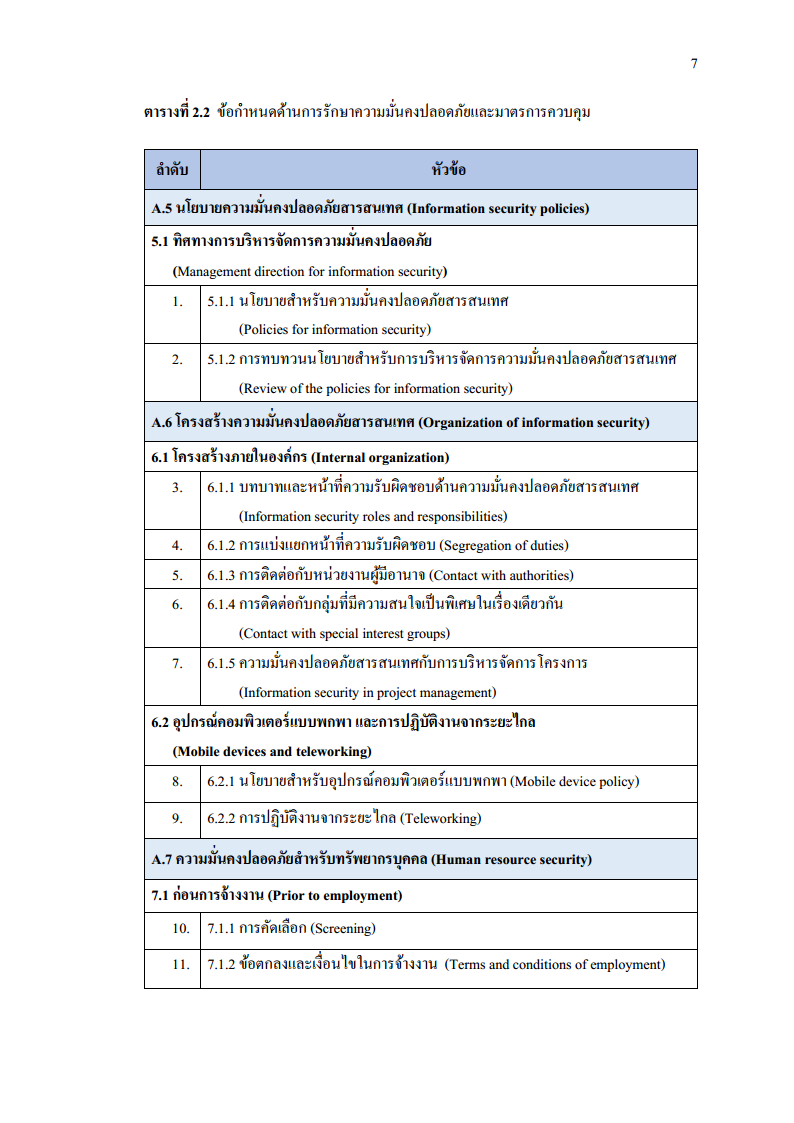 7
ตารางที่ 2.2 ข้อกำหนดด้านการรักษาความมั่นคงปลอดภัยและมาตรการควบคุม
ลำดับ หัวข้อ
A.5 นโยบายความมั่นคงปลอดภัยสารสนเทศ (Information security policies)
5.1 ทิศทางการบริหารจัดการความมั่นคงปลอดภัย
(Management direction for information security)
1. 5.1.1 นโยบายสำหรับความมั่นคงปลอดภัยสารสนเทศ
(Policies for information security)
2. 5.1.2 การทบทวนนโยบายสำหรับการบริหารจัดการความมั่นคงปลอดภัยสารสนเทศ
(Review of the policies for information security)
A.6 โครงสร้างความมั่นคงปลอดภัยสารสนเทศ (Organization of information security)
6.1 โครงสร้างภายในองค์กร (Internal organization)
3. 6.1.1 บทบาทและหน้าที่ความรับผิดชอบด้านความมั่นคงปลอดภัยสารสนเทศ
(Information security roles and responsibilities)
4. 6.1.2 การแบ่งแยกหน้าที่ความรับผิดชอบ (Segregation of duties)
5. 6.1.3 การติดต่อกับหน่วยงานผู้มีอำนาจ (Contact with authorities)
6. 6.1.4 การติดต่อกับกลุ่มที่มีความสนใจเป็นพิเศษในเรื่องเดียวกัน
(Contact with special interest groups)
7. 6.1.5 ความมั่นคงปลอดภัยสารสนเทศกับการบริหารจัดการโครงการ
(Information security in project management)
6.2 อุปกรณ์คอมพิวเตอร์แบบพกพา และการปฏิบัติงานจากระยะไกล
(Mobile devices and teleworking)
8. 6.2.1 นโยบายสำหรับอุปกรณ์คอมพิวเตอร์แบบพกพา (Mobile device policy)
9. 6.2.2 การปฏิบัติงานจากระยะไกล (Teleworking)
A.7 ความมั่นคงปลอดภัยสำหรับทรัพยากรบุคคล (Human resource security)
7.1 ก่อนการจ้างงาน (Prior to employment)
10. 7.1.1 การคัดเลือก (Screening)
11. 7.1.2 ข้อตกลงและเงื่อนไขในการจ้างงาน (Terms and conditions of employment)